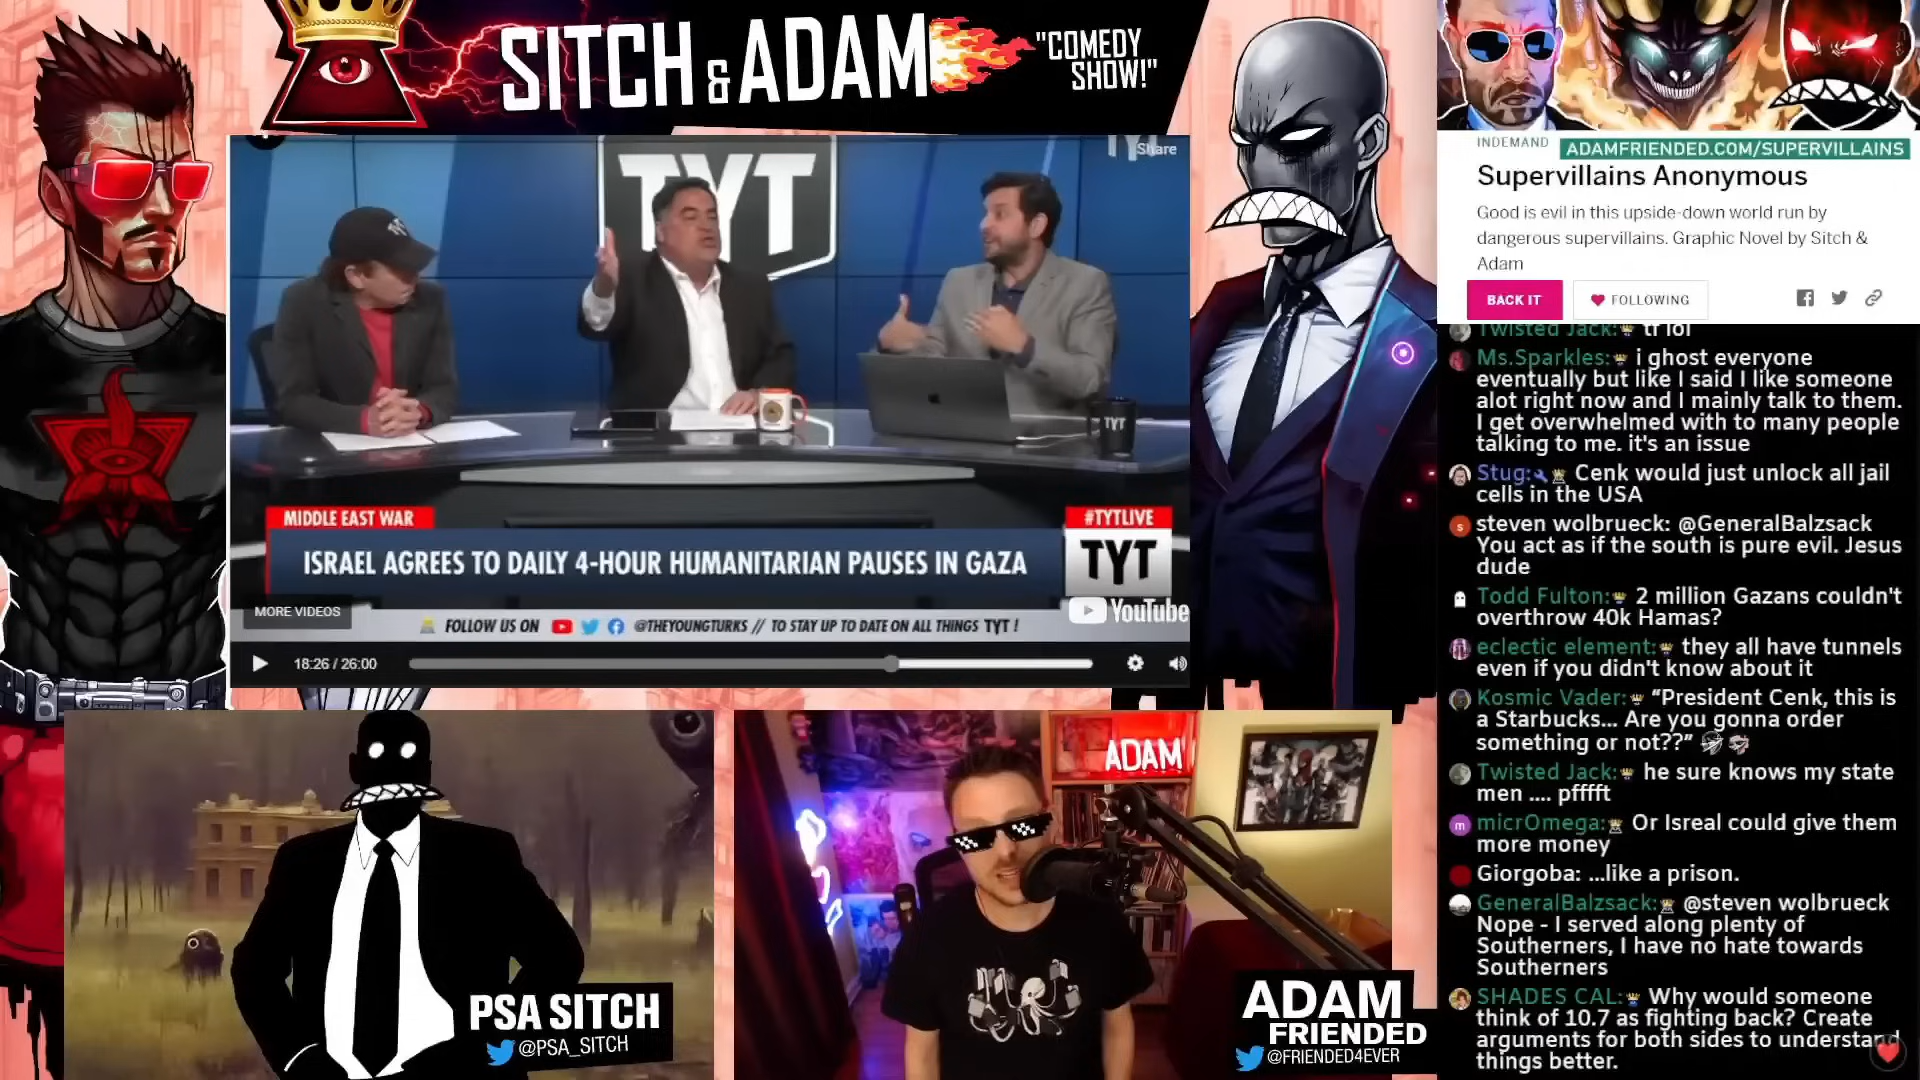 SITCH & ADAM
"COMEDY
SHOW!"
TYT
Share
TYT
MIDDLE EAST WAR
#TYTLIVE
ISRAEL AGREES TO DAILY 4-HOUR HUMANITARIAN PAUSES IN GAZA
TYT
MORE VIDEOS
YouTube
FOLLOW US ON @THEYOUNGTURKS // TO STAY UP TO DATE ON ALL THINGS TYT !
18:26 / 26:00
PSA SITCH
@PSA_SITCH
ADAM
ADAM
FRIENDED
@FRIENDED4EVER
INDEMAND
ADAMFRIENDED.COM/SUPERVILLAINS
Supervillains Anonymous
Good is evil in this upside-down world run by
dangerous supervillains. Graphic Novel by Sitch &
Adam
BACK IT
FOLLOWING
Twisted Jack: tf lol
Ms.Sparkles: i ghost everyone
eventually but like I said I like someone
alot right now and I mainly talk to them.
I get overwhelmed with to many people
talking to me. it's an issue
Stug: Cenk would just unlock all jail
cells in the USA
steven wolbrueck: @GeneralBalzsack
You act as if the south is pure evil. Jesus
dude
Todd Fulton: 2 million Gazans couldn't
overthrow 40k Hamas?
eclectic element: they all have tunnels
even if you didn't know about it
Kosmic Vader: “President Cenk, this is
a Starbucks... Are you gonna order
something or not??”
Twisted Jack: he sure knows my state
men .... pfffft
micrOmega: Or Isreal could give them
more money
Giorgoba: ...like a prison.
GeneralBalzsack: @steven wolbrueck
Nope - I served along plenty of
Southerners, I have no hate towards
Southerners
SHADES CAL: Why would someone
think of 10.7 as fighting back? Create
arguments for both sides to understand
things better.